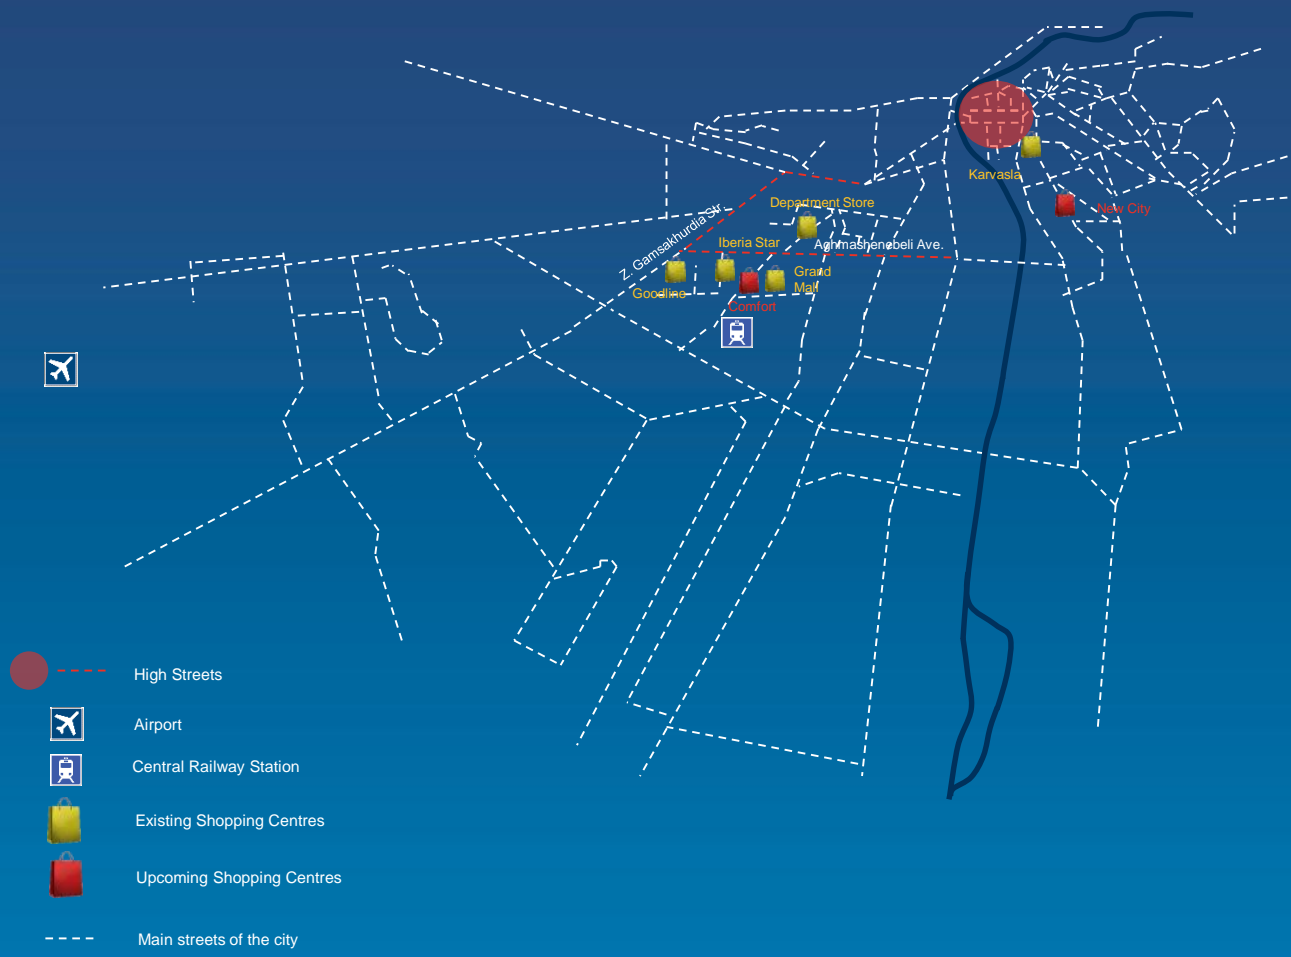 Karvasla
Department Store
New City
Z. Gamsakhurdia Str.
Iberia Star
Aghmashenebeli Ave.
Goodline
Grand
Mall
Comfort
High Streets
Airport
Central Railway Station
Existing Shopping Centres
Upcoming Shopping Centres
Main streets of the city